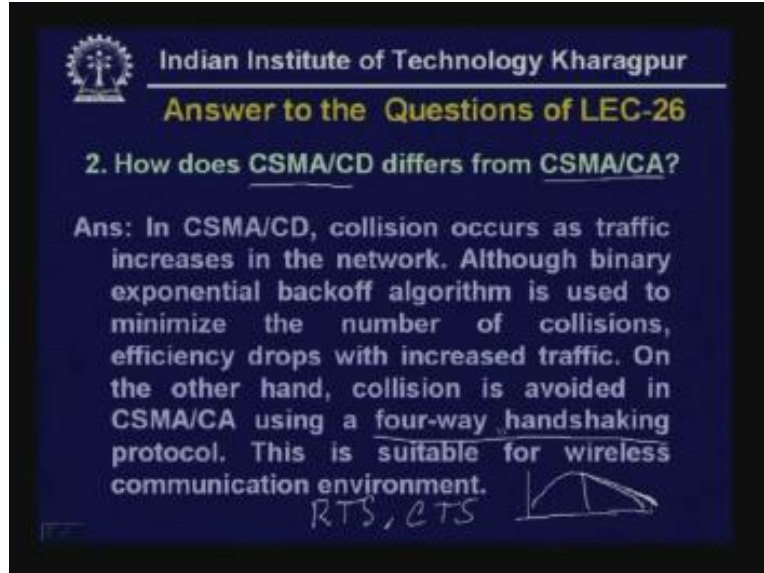 Indian Institute of Technology Kharagpur
Answer to the Questions of LEC-26
2. How does CSMA/CD differs from CSMA/CA?
Ans: In CSMA/CD, collision occurs as traffic
increases in the network. Although binary
exponential backoff algorithm is used to
minimize the number of collisions,
efficiency drops with increased traffic. On
the other hand, collision is avoided in
CSMA/CA using a four-way handshaking
protocol. This is suitable for wireless
communication environment.
RTS, CTS